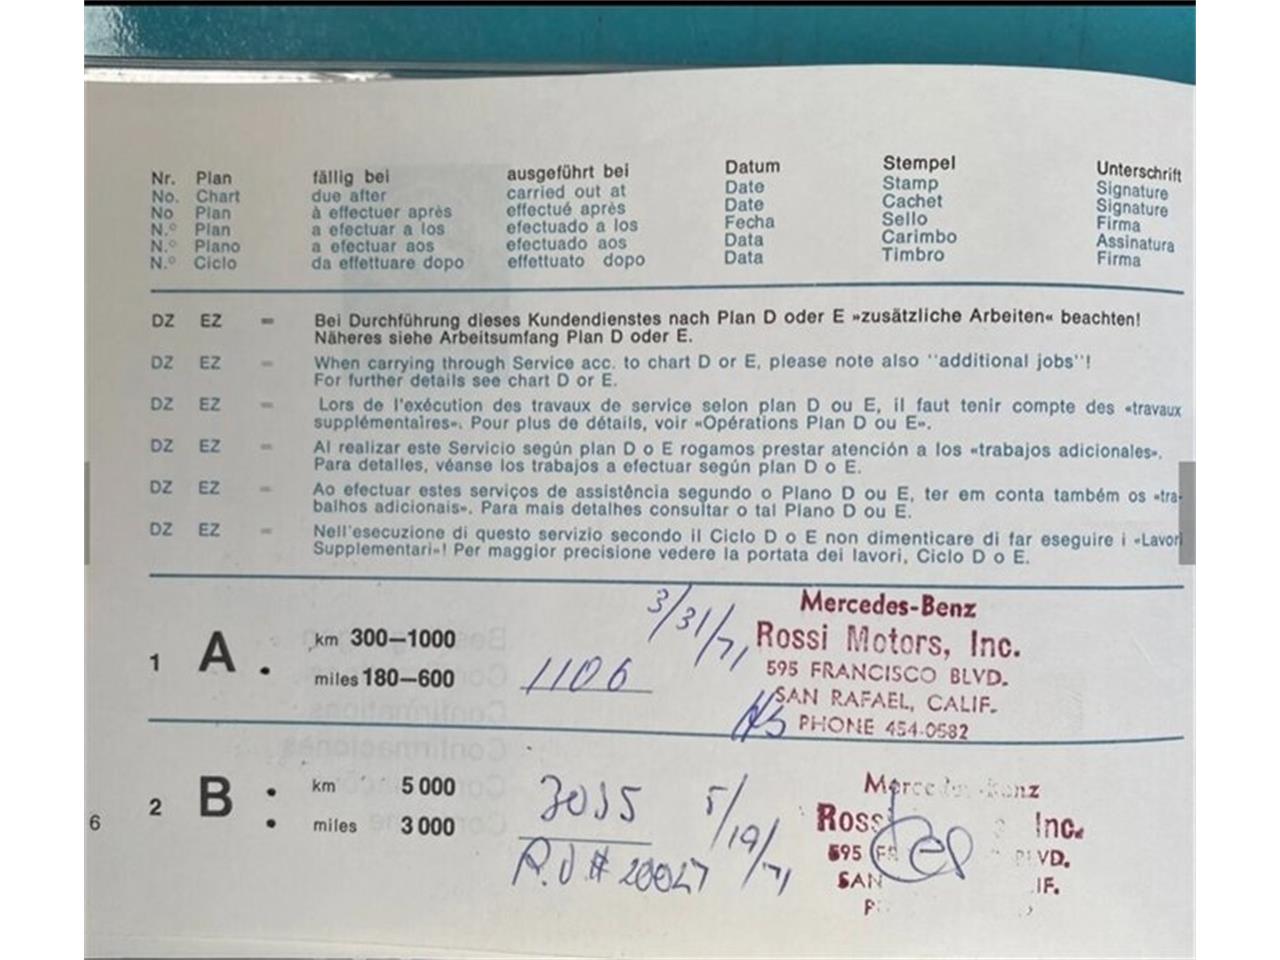 Nr. Plan fällig bei ausgeführt bei Datum Stempel Unterschrift
No. Chart due after carried out at Date Stamp Signature
No Plan à effectuer après effectué après Date Cachet Signature
N.º Plan a efectuar a los efectuado a los Fecha Sello Firma
N.º Plano a efectuar aos efectuado aos Data Carimbo Assinatura
N.º Ciclo da effettuare dopo effettuato dopo Data Timbro Firma
DZ EZ = Bei Durchführung dieses Kundendienstes nach Plan D oder E »zusätzliche Arbeiten« beachten!
Näheres siehe Arbeitsumfang Plan D oder E.
DZ EZ = When carrying through Service acc. to chart D or E, please note also "additional jobs"!
For further details see chart D or E.
DZ EZ = Lors de l'exécution des travaux de service selon plan D ou E, il faut tenir compte des «travaux
supplémentaires». Pour plus de détails, voir «Opérations Plan D ou E».
DZ EZ = Al realizar este Servicio según plan D o E rogamos prestar atención a los «trabajos adicionales».
Para detalles, véanse los trabajos a efectuar según plan D o E.
DZ EZ = Ao efectuar estes serviços de assistência segundo o Plano D ou E, ter em conta também os «tra-
balhos adicionais». Para mais detalhes consultar o tal Plano D ou E.
DZ EZ = Nell'esecuzione di questo servizio secondo il Ciclo D o E non dimenticare di far eseguire i «Lavori
Supplementari»! Per maggior precisione vedere la portata dei lavori, Ciclo D o E.
1 A . km 300–1000
miles 180–600
1106
3/31/71
Mercedes-Benz
Rossi Motors, Inc.
595 FRANCISCO BLVD.
SAN RAFAEL, CALIF.
PHONE 454-0582
2 B : km 5 000
miles 3 000
3035
5/19/71
Rossi Inc.
595 BLVD.
SAN
6